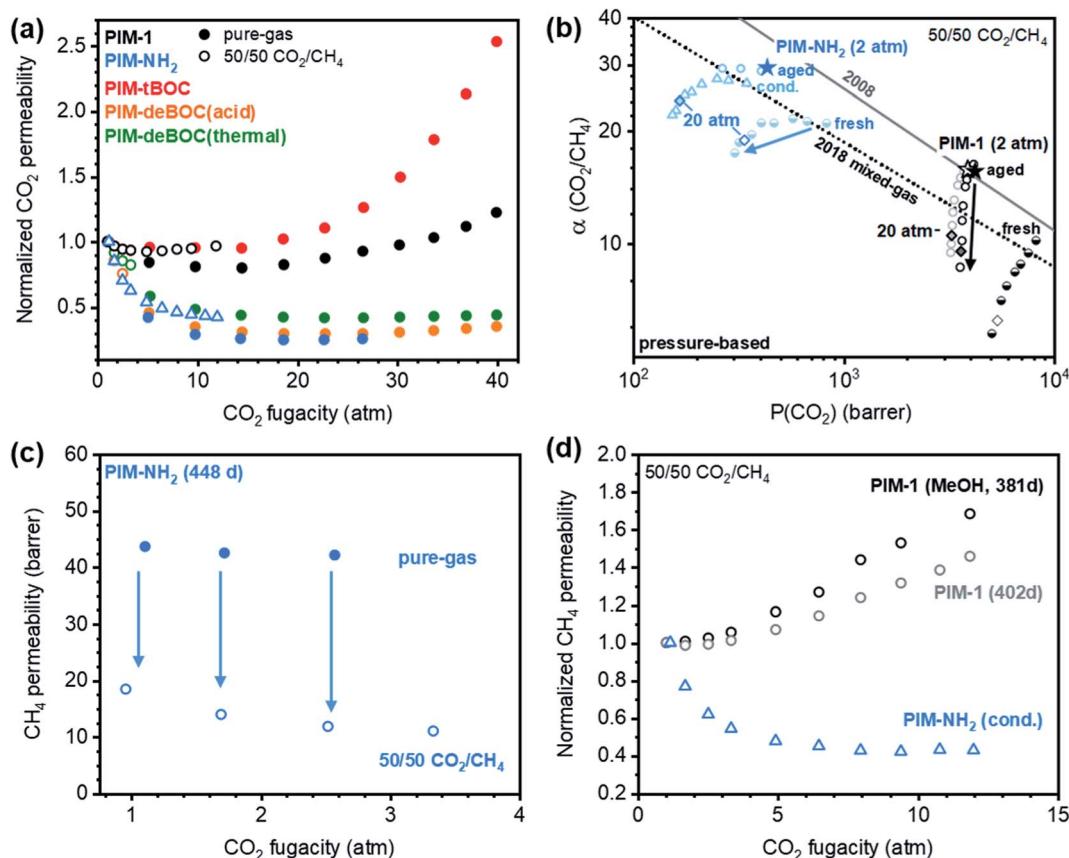 (a)
PIM-1
PIM-NH₂
PIM-tBOC
PIM-deBOC(acid)
PIM-deBOC(thermal)
pure-gas
50/50 CO₂/CH₄
2.5
2.0
1.5
1.0
0.5
0
10
20
30
40
Normalized CO₂ permeability
CO₂ fugacity (atm)
(b)
50/50 CO₂/CH₄
PIM-NH₂ (2 atm)
aged
cond.
2008
20 atm
fresh
2018 mixed-gas
PIM-1 (2 atm)
aged
20 atm
fresh
pressure-based
40
30
20
10
10²
10³
10⁴
α (CO₂/CH₄)
P(CO₂) (barrer)
(c)
PIM-NH₂ (448 d)
pure-gas
50/50 CO₂/CH₄
60
50
40
30
20
10
0
1
2
3
4
CH₄ permeability (barrer)
CO₂ fugacity (atm)
(d)
50/50 CO₂/CH₄
PIM-1 (MeOH, 381d)
PIM-1 (402d)
PIM-NH₂ (cond.)
2.0
1.8
1.6
1.4
1.2
1.0
0.8
0.6
0.4
0.2
0
5
10
15
Normalized CH₄ permeability
CO₂ fugacity (atm)